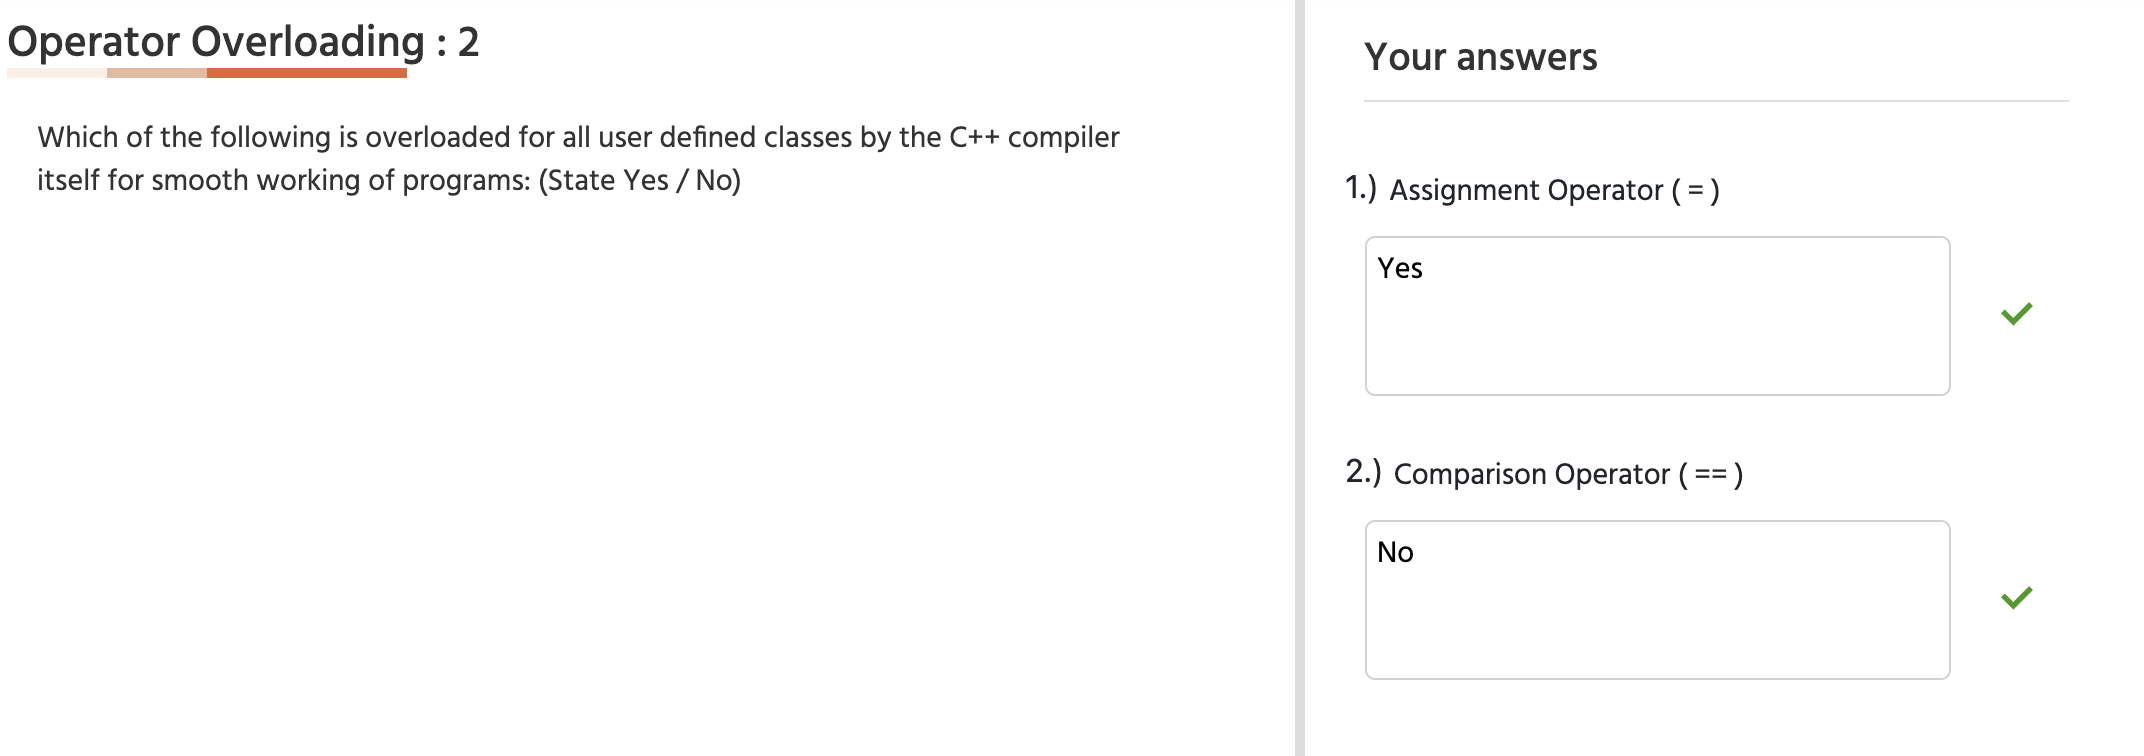 Operator Overloading : 2
Which of the following is overloaded for all user defined classes by the C++ compiler
itself for smooth working of programs: (State Yes / No)
Your answers
1.) Assignment Operator ( = )
Yes
2.) Comparison Operator ( == )
No